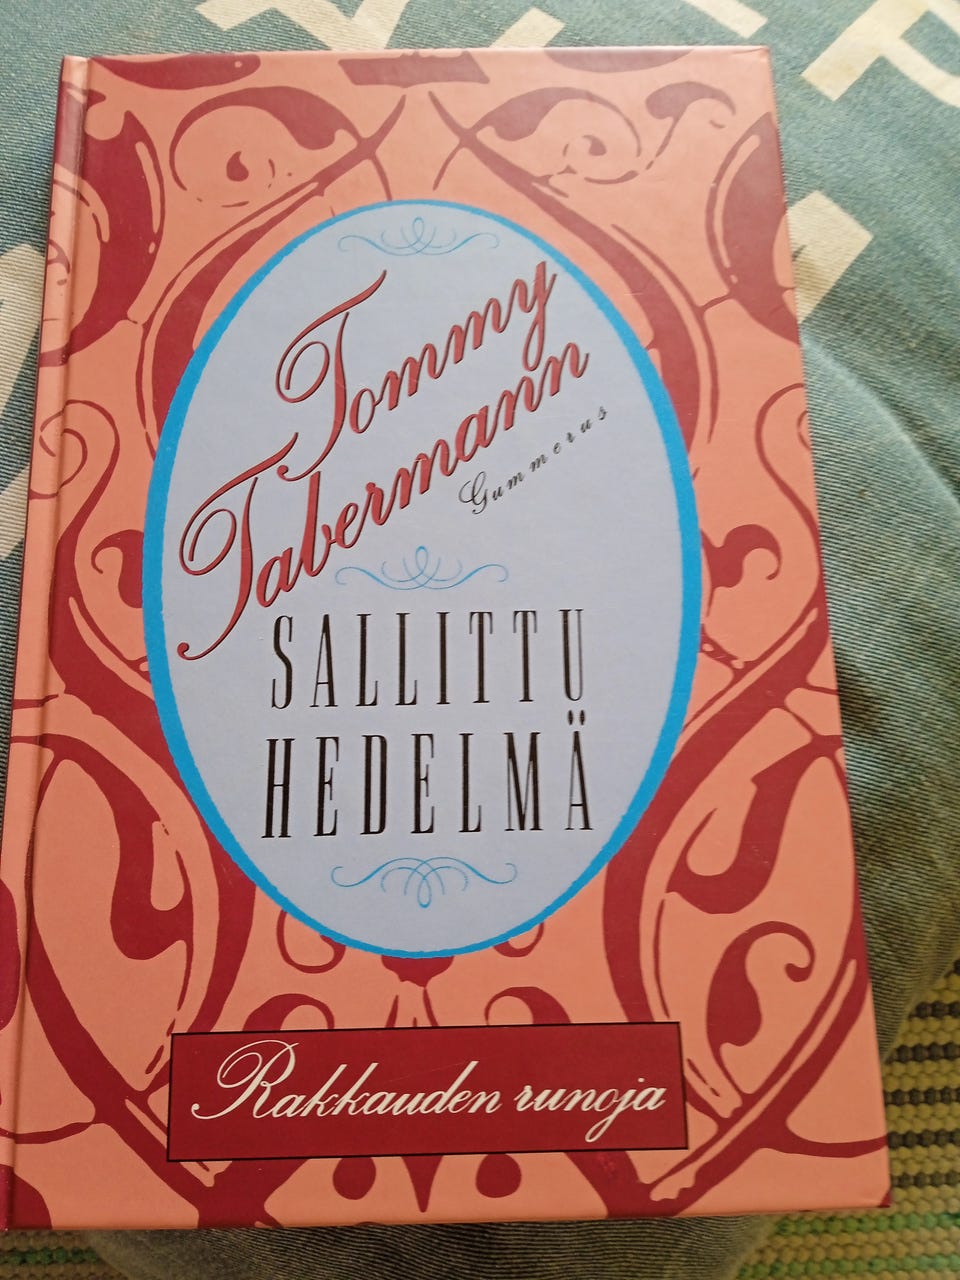 Tommy
Tabermann
Gummerus
SALLITTU
HEDELMÄ
Rakkauden runoja